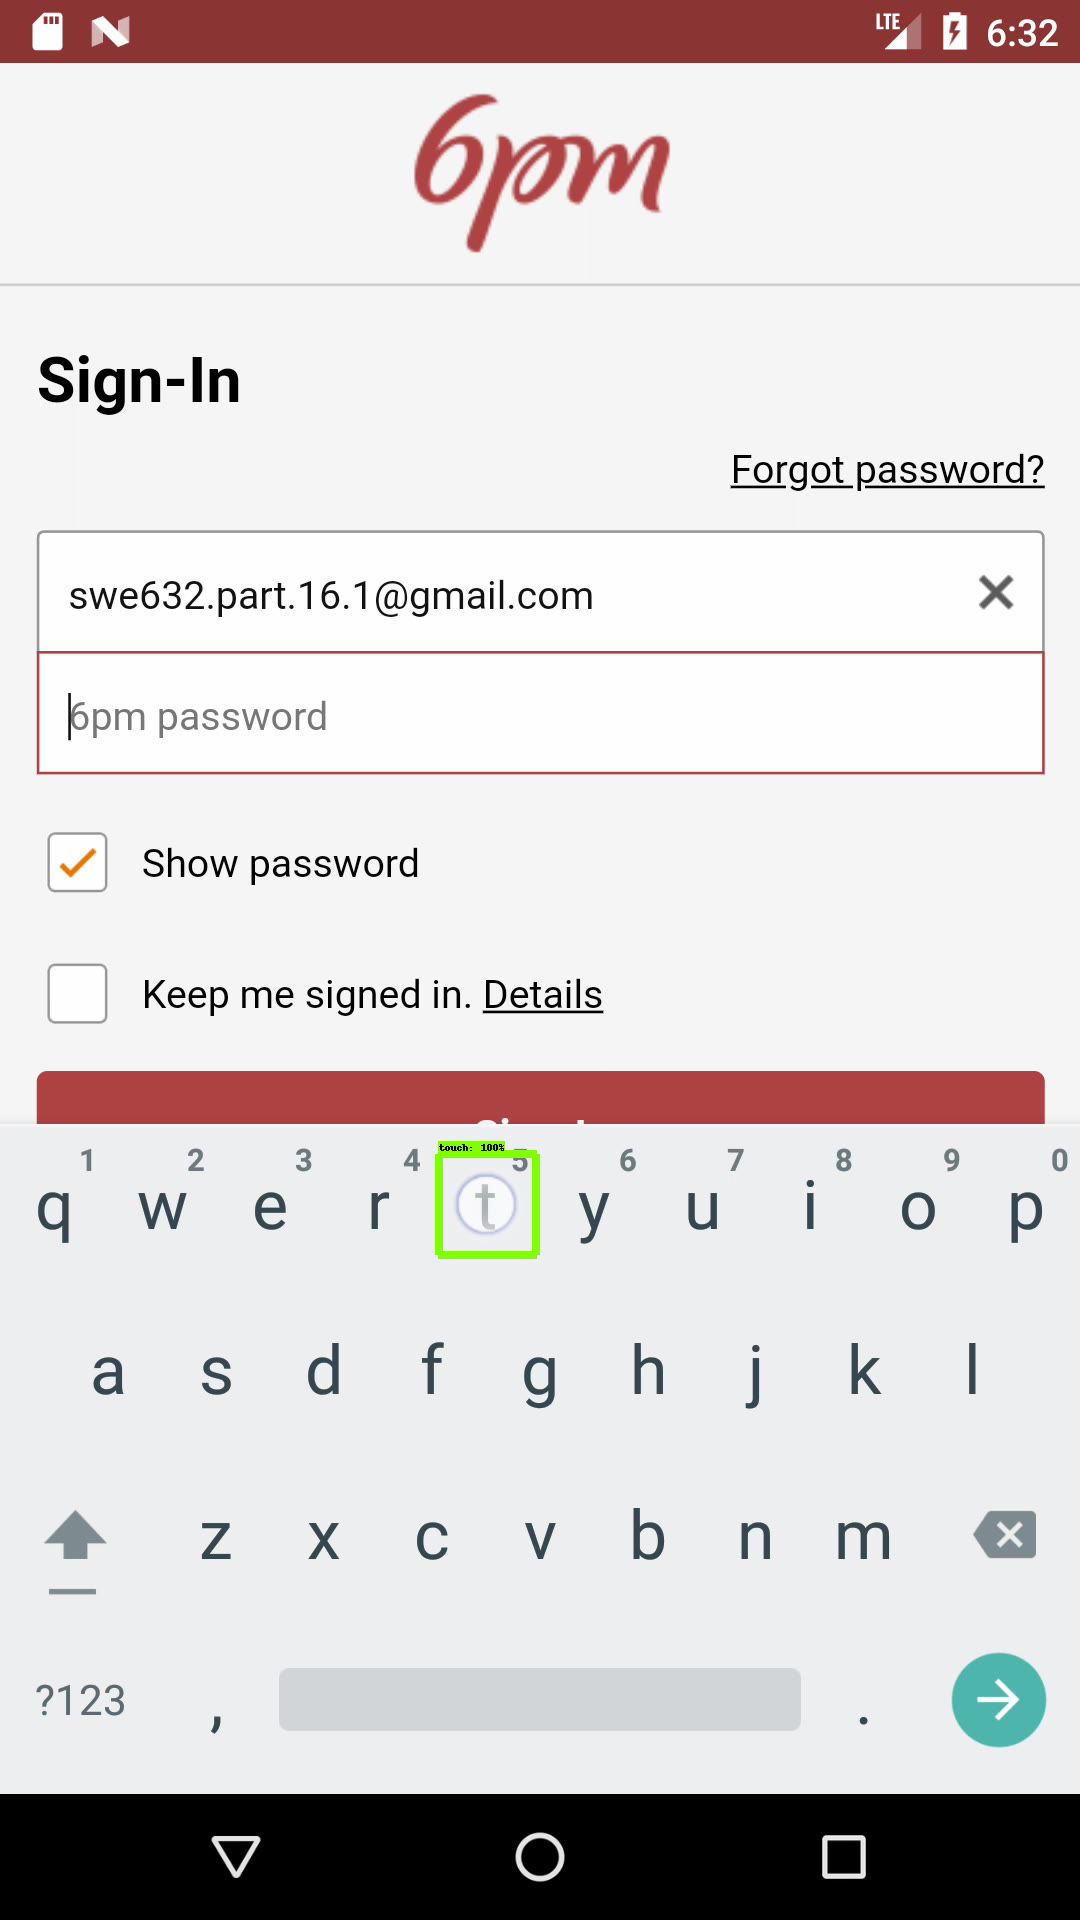 LTE 6:32
6pm
Sign-In
Forgot password?
swe632.part.16.1@gmail.com
6pm password
Show password
Keep me signed in. Details
touch: 100%
1 2 3 4 5 6 7 8 9 0
q w e r t y u i o p
a s d f g h j k l
z x c v b n m
?123 , .